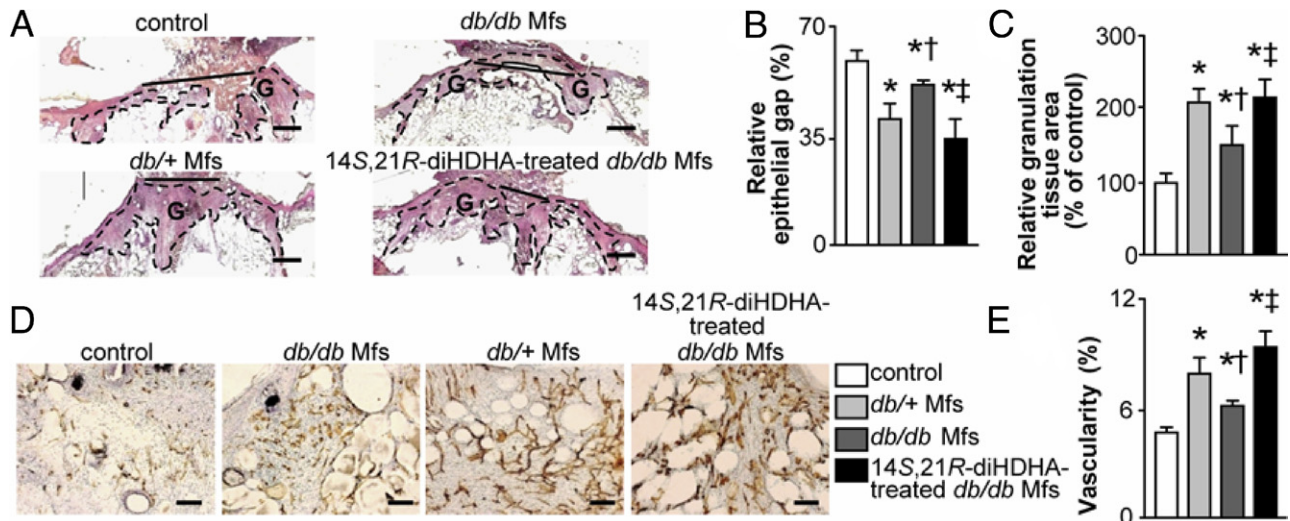 A
control
db/db Mfs
G
G
db/+ Mfs
14S,21R-diHDHA-treated db/db Mfs
G
B
70
35
0
Relative
epithelial gap (%)
*
*†
*‡
C
300
200
100
0
Relative granulation
tissue area
(% of control)
*
*†
*‡
D
control
db/db Mfs
db/+ Mfs
14S,21R-diHDHA-
treated
db/db Mfs
control
db/+ Mfs
db/db Mfs
14S,21R-diHDHA-
treated db/db Mfs
E
12
6
0
Vascularity (%)
*
*†
*‡